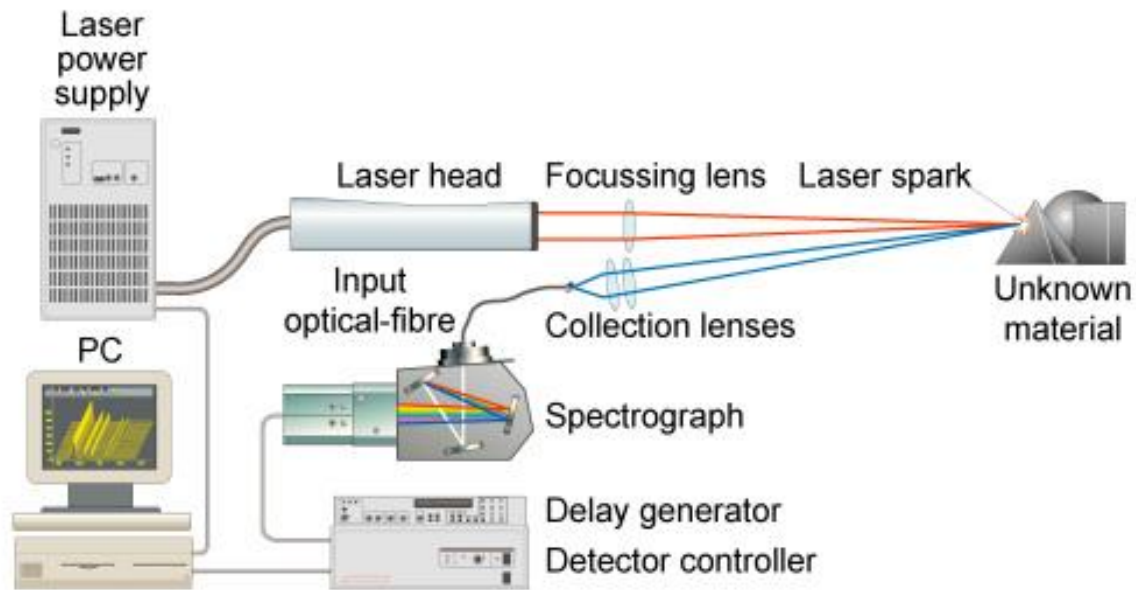 Laser
power
supply
Laser head
Focussing lens
Laser spark
Input
optical-fibre
Collection lenses
Unknown
material
PC
Spectrograph
Delay generator
Detector controller